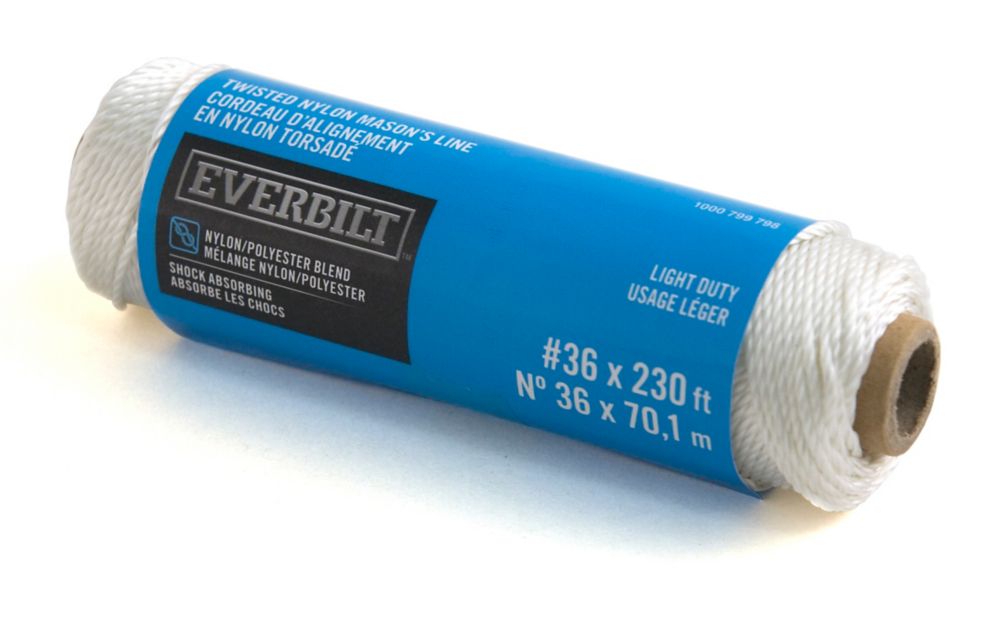 TWISTED NYLON MASON'S LINE
CORDEAU D'ALIGNEMENT
EN NYLON TORSADÉ
EVERBILT™
NYLON/POLYESTER BLEND
MÉLANGE NYLON/POLYESTER
SHOCK ABSORBING
ABSORBE LES CHOCS
1000 799 798
LIGHT DUTY
USAGE LÉGER
#36 x 230 ft
Nº 36 x 70,1 m